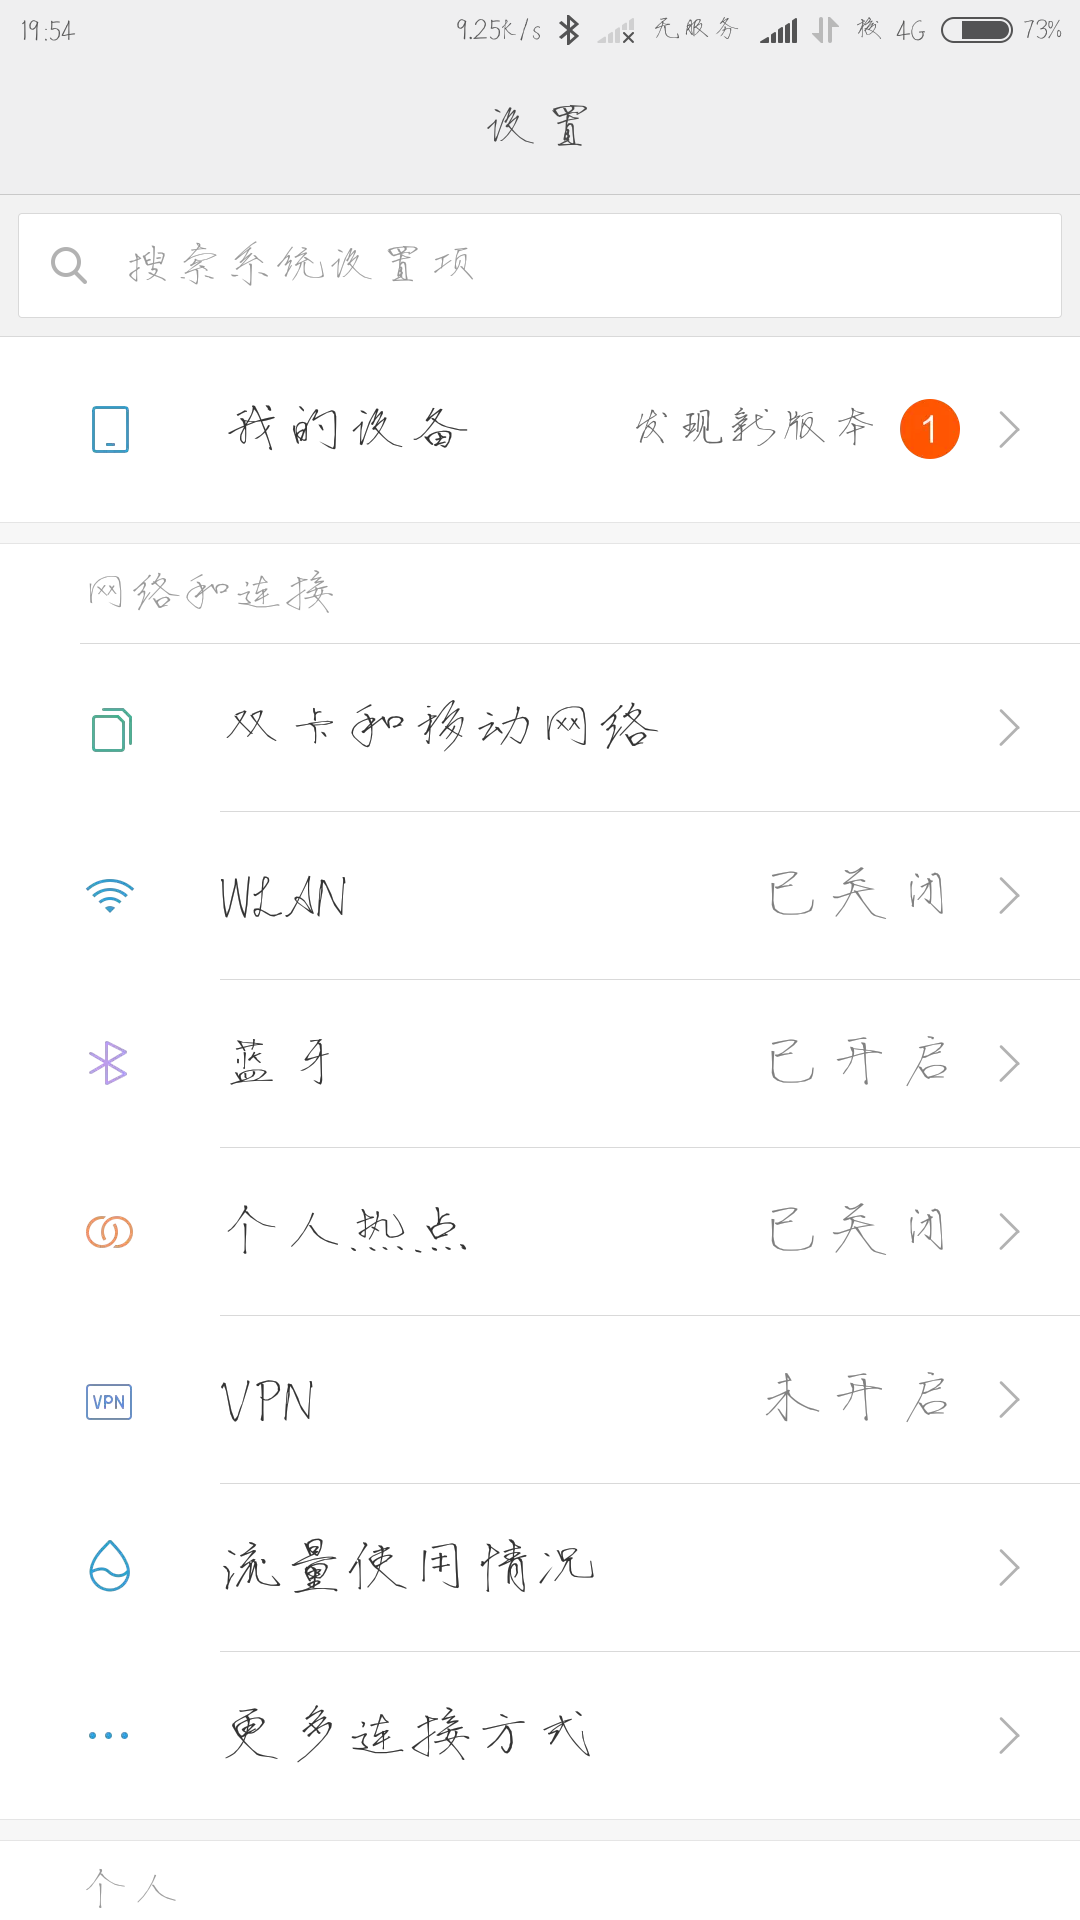 19:54 9.25k/s 无服务 移 4G 73%
设置
搜索系统设置项
我的设备 发现新版本 1
网络和连接
双卡和移动网络
WLAN 已关闭
蓝牙 已开启
个人热点 已关闭
VPN VPN 未开启
流量使用情况
更多连接方式
个人